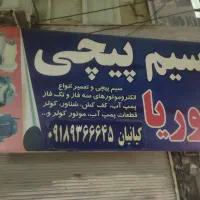 سیم پیچی
سیم پیچی و تعمیر انواع
الکتروموتورهای سه فاز و تک فاز
پمپ آب، کف کش، شناور، کولر
قطعات پمپ آب، موتور کولر و...
وریا
کبابیان ۰۹۱۸۹۳۶۶۶۴۵